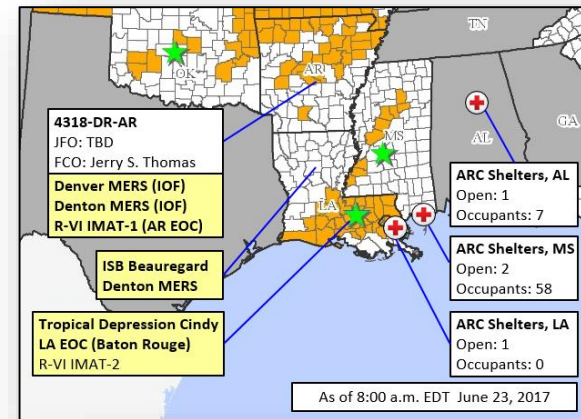 TN
OK
AR
MS
AL
GA
LA
4318-DR-AR
JFO: TBD
FCO: Jerry S. Thomas
Denver MERS (IOF)
Denton MERS (IOF)
R-VI IMAT-1 (AR EOC)
ISB Beauregard
Denton MERS
Tropical Depression Cindy
LA EOC (Baton Rouge)
R-VI IMAT-2
ARC Shelters, AL
Open: 1
Occupants: 7
ARC Shelters, MS
Open: 2
Occupants: 58
ARC Shelters, LA
Open: 1
Occupants: 0
As of 8:00 a.m. EDT June 23, 2017